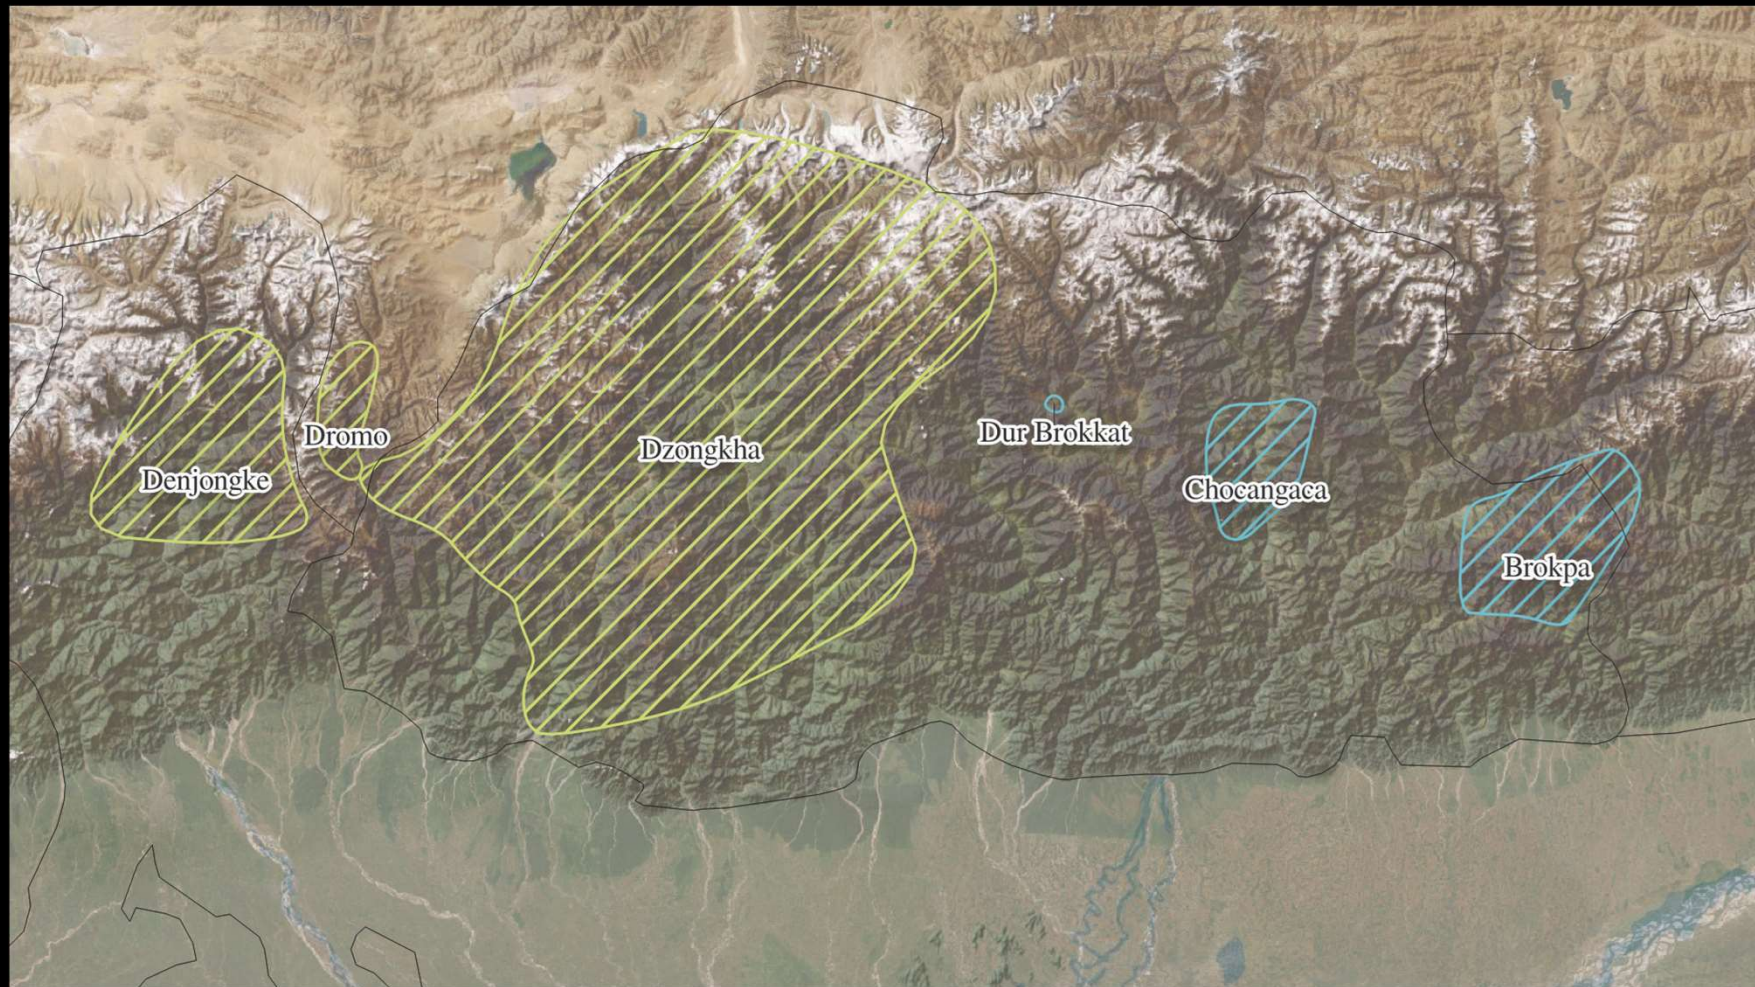 Dromo
Dur Brokkat
Dzongkha
Denjongke
Chocangaca
Brokpa